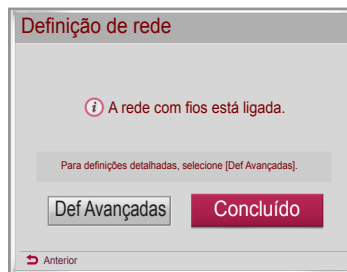 Definição de rede
A rede com fios está ligada.
Para definições detalhadas, selecione [Def Avançadas].
Def Avançadas
Concluído
Anterior